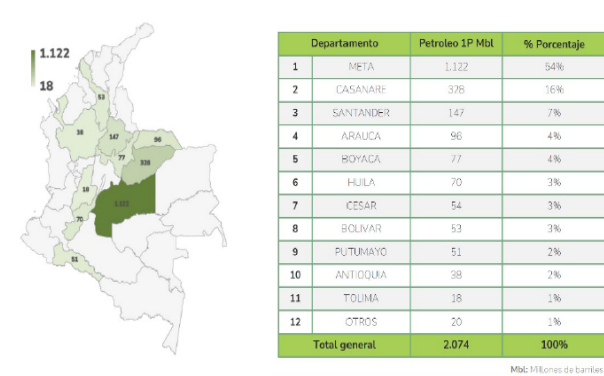 1.122
18
53
38
147
96
77
328
18
1.122
70
51
Departamento Petroleo 1P Mbl % Porcentaje
1 META 1.122 54%
2 CASANARE 328 16%
3 SANTANDER 147 7%
4 ARAUCA 96 4%
5 BOYACA 77 4%
6 HUILA 70 3%
7 CESAR 54 3%
8 BOLIVAR 53 3%
9 PUTUMAYO 51 2%
10 ANTIOQUIA 38 2%
11 TOLIMA 18 1%
12 OTROS 20 1%
Total general 2.074 100%
Mbl: Millones de barriles